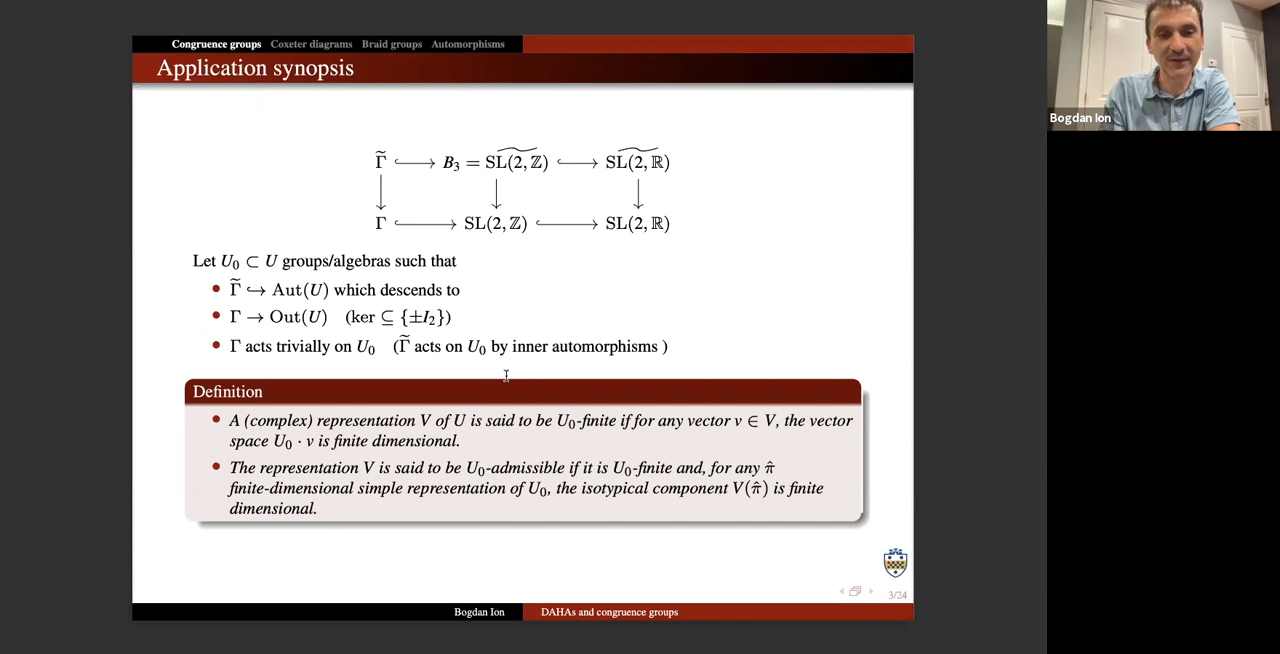 Congruence groups Coxeter diagrams Braid groups Automorphisms
Application synopsis
Γ̃ ↪ B₃ = S͠L(2, ℤ) ↪ S͠L(2, ℝ)
Γ ↪ SL(2, ℤ) ↪ SL(2, ℝ)
Let U₀ ⊂ U groups/algebras such that
• Γ̃ ↪ Aut(U) which descends to
• Γ → Out(U) (ker ⊆ {±I₂})
• Γ acts trivially on U₀ (Γ̃ acts on U₀ by inner automorphisms )
Definition
• A (complex) representation V of U is said to be U₀-finite if for any vector v ∈ V, the vector
space U₀ · v is finite dimensional.
• The representation V is said to be U₀-admissible if it is U₀-finite and, for any π̂
finite-dimensional simple representation of U₀, the isotypical component V(π̂) is finite
dimensional.
3/24
Bogdan Ion DAHAs and congruence groups
Bogdan Ion